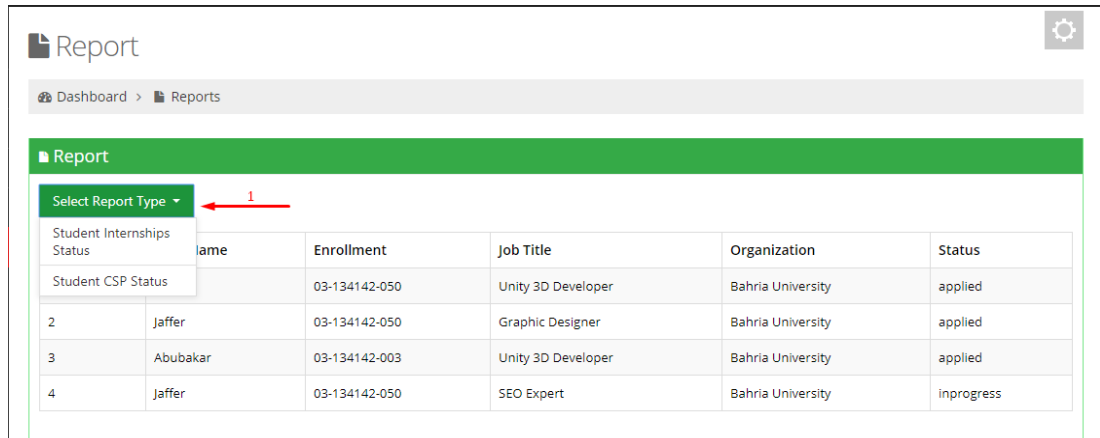 Report
Dashboard > Reports
Report
Select Report Type
1
Student Internships
Status
Student CSP Status
Enrollment Job Title Organization Status
03-134142-050 Unity 3D Developer Bahria University applied
2 Jaffer 03-134142-050 Graphic Designer Bahria University applied
3 Abubakar 03-134142-003 Unity 3D Developer Bahria University applied
4 Jaffer 03-134142-050 SEO Expert Bahria University inprogress